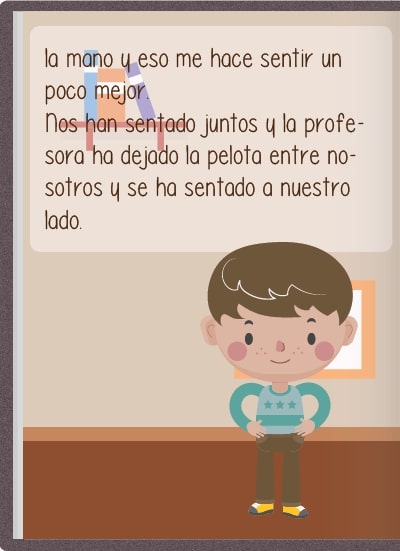 la mano y eso me hace sentir un
poco mejor.
Nos han sentado juntos y la profe-
sora ha dejado la pelota entre no-
sotros y se ha sentado a nuestro
lado.